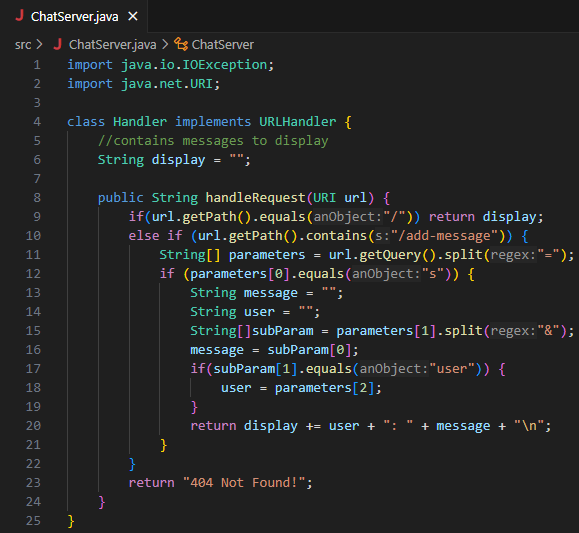 J ChatServer.java ×
src > J ChatServer.java > ChatServer
1 import java.io.IOException;
2 import java.net.URI;
3
4 class Handler implements URLHandler {
5     //contains messages to display
6     String display = "";
7
8     public String handleRequest(URI url) {
9         if(url.getPath().equals(anObject:"/")) return display;
10         else if (url.getPath().contains(s:"/add-message")) {
11             String[] parameters = url.getQuery().split(regex:"=");
12             if (parameters[0].equals(anObject:"s")) {
13                 String message = "";
14                 String user = "";
15                 String[]subParam = parameters[1].split(regex:"&");
16                 message = subParam[0];
17                 if(subParam[1].equals(anObject:"user")) {
18                     user = parameters[2];
19                 }
20                 return display += user + ": " + message + "\n";
21             }
22         }
23         return "404 Not Found!";
24     }
25 }